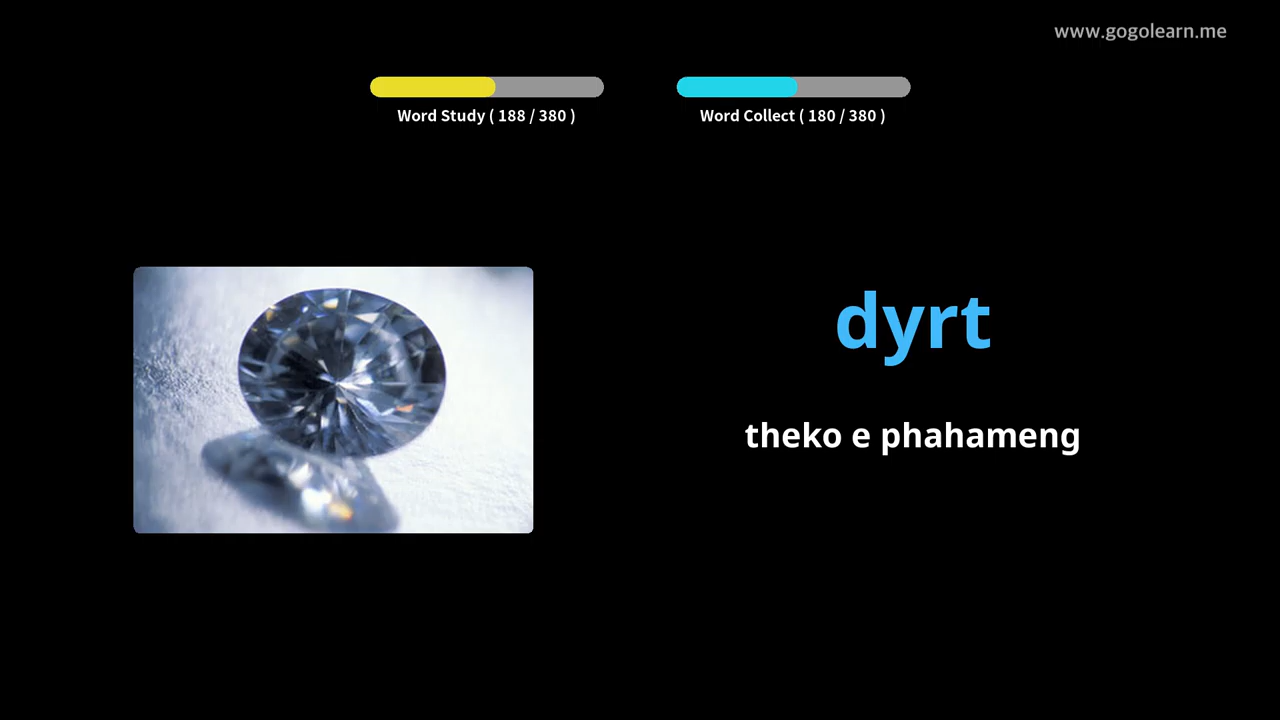 www.gogolearn.me
Word Study ( 188 / 380 )
Word Collect ( 180 / 380 )
dyrt
theko e phahameng